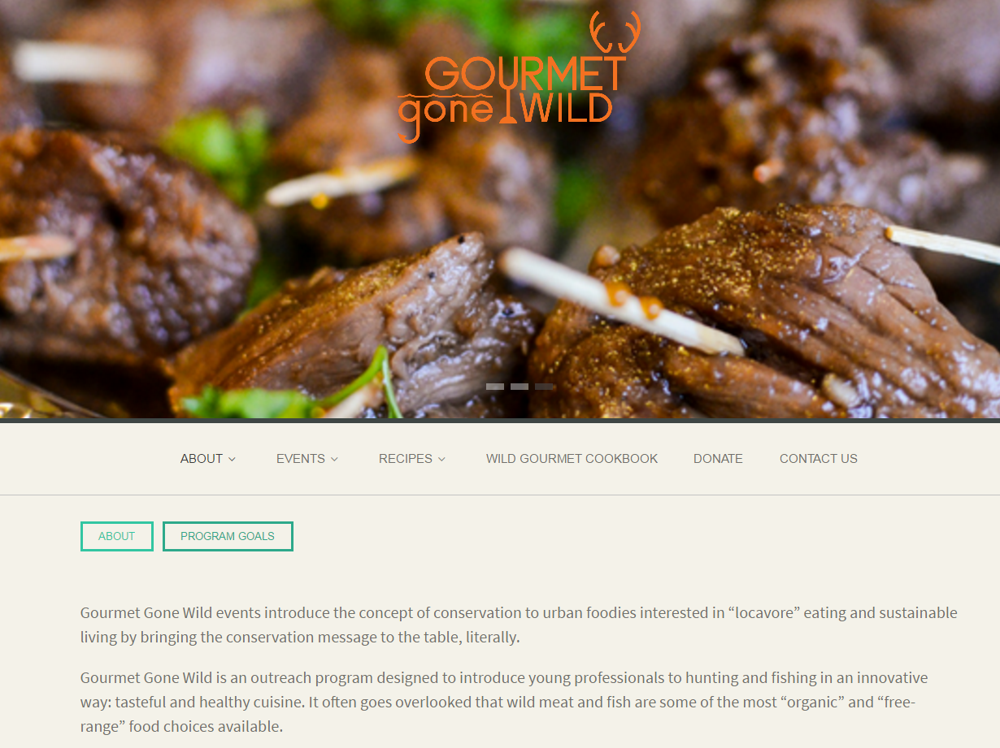 GOURMET
gone WILD
ABOUT EVENTS RECIPES WILD GOURMET COOKBOOK DONATE CONTACT US
ABOUT PROGRAM GOALS
Gourmet Gone Wild events introduce the concept of conservation to urban foodies interested in “locavore” eating and sustainable
living by bringing the conservation message to the table, literally.
Gourmet Gone Wild is an outreach program designed to introduce young professionals to hunting and fishing in an innovative
way: tasteful and healthy cuisine. It often goes overlooked that wild meat and fish are some of the most “organic” and “free-
range” food choices available.